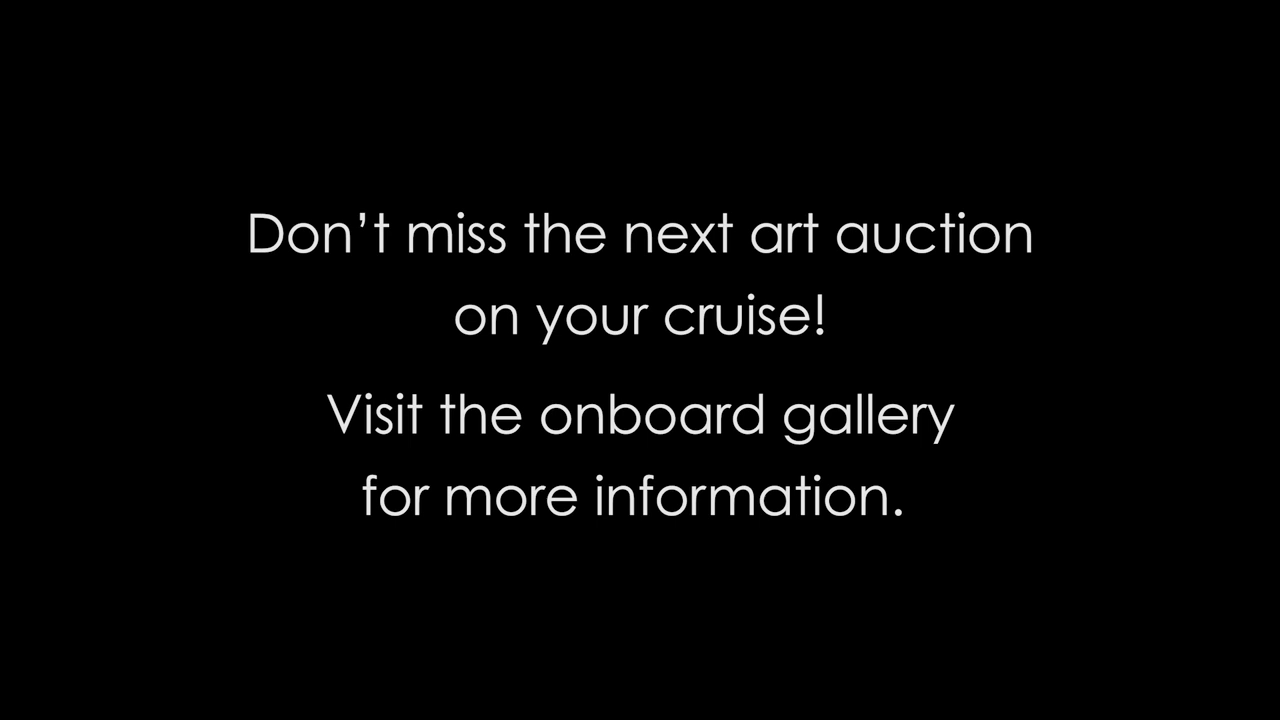 Don’t miss the next art auction
on your cruise!
Visit the onboard gallery
for more information.